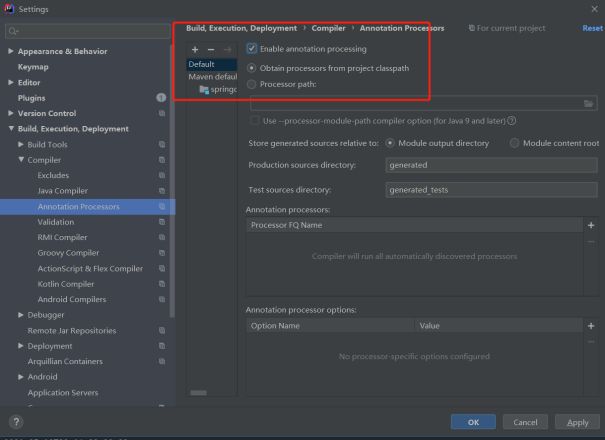 Settings
Build, Execution, Deployment › Compiler › Annotation Processors
For current project
Reset
Appearance & Behavior
Keymap
Editor
Plugins
1
Version Control
Build, Execution, Deployment
Build Tools
Compiler
Excludes
Java Compiler
Annotation Processors
Validation
RMI Compiler
Groovy Compiler
ActionScript & Flex Compiler
Kotlin Compiler
Android Compilers
Debugger
Remote Jar Repositories
Deployment
Arquillian Containers
Android
Application Servers
Default
Maven defaul
springc
Enable annotation processing
Obtain processors from project classpath
Processor path:
Use --processor-module-path compiler option (for Java 9 and later)
Store generated sources relative to:
Module output directory
Module content root
Production sources directory:
generated
Test sources directory:
generated_tests
Annotation processors:
Processor FQ Name
Compiler will run all automatically discovered processors
Annotation processor options:
Option Name
Value
No processor-specific options configured
?
OK
Cancel
Apply